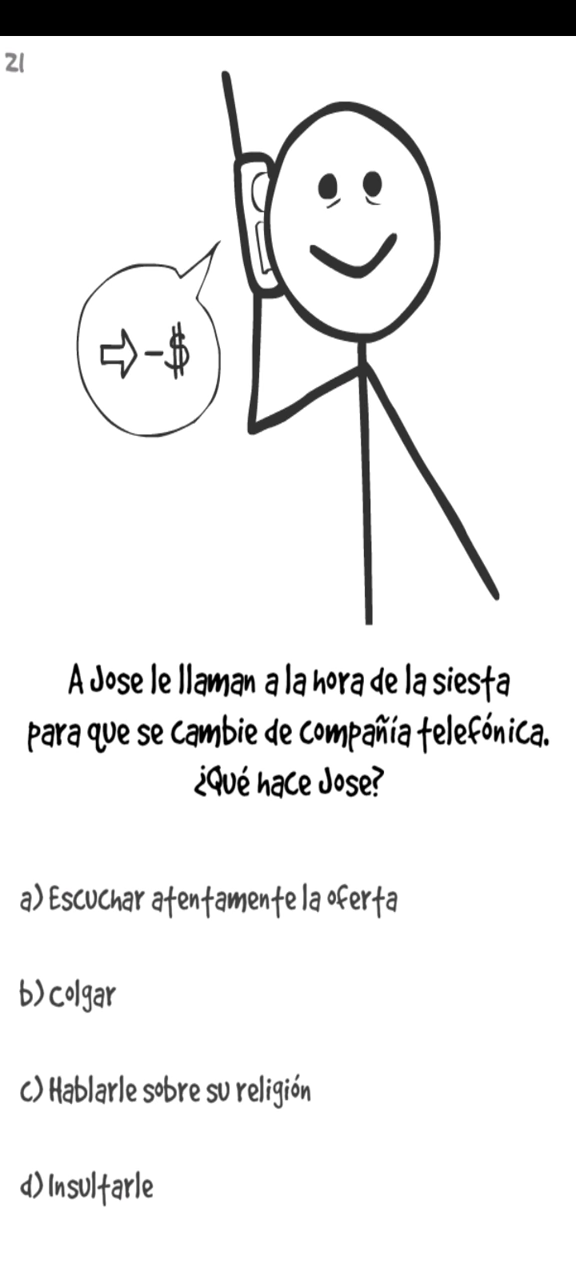 21
⇨-$
A Jose le llaman a la hora de la siesta
para que se cambie de compañía telefónica.
¿Qué hace Jose?
a) Escuchar atentamente la oferta
b) Colgar
c) Hablarle sobre su religión
d) Insultarle